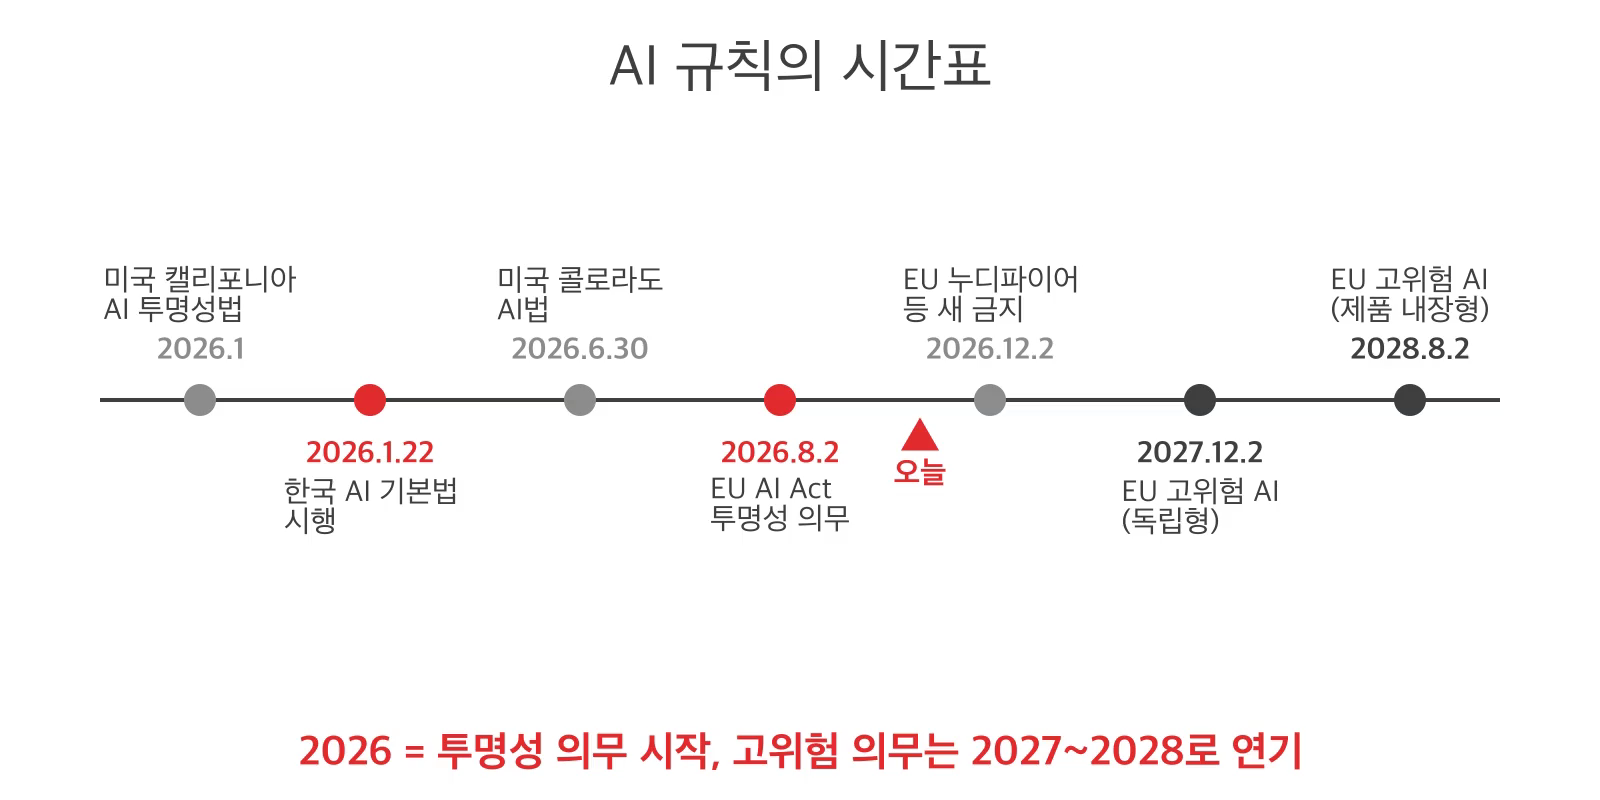 AI 규칙의 시간표
미국 캘리포니아
AI 투명성법
2026.1
2026.1.22
한국 AI 기본법
시행
미국 콜로라도
AI법
2026.6.30
2026.8.2
EU AI Act
투명성 의무
오늘
EU 누디파이어
등 새 금지
2026.12.2
2027.12.2
EU 고위험 AI
(독립형)
EU 고위험 AI
(제품 내장형)
2028.8.2
2026 = 투명성 의무 시작, 고위험 의무는 2027~2028로 연기